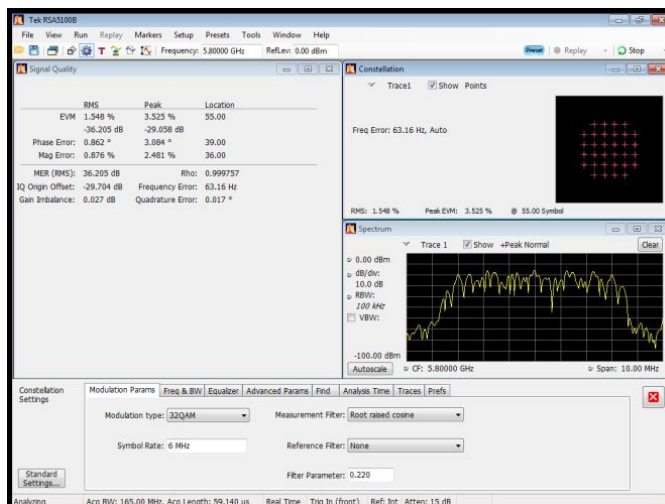 Tek RSA5100B
File View Run Replay Markers Setup Presets Tools Window Help
Frequency: 5.80000 GHz RefLev: 0.00 dBm Preset Replay Stop
Signal Quality
RMS Peak Location
EVM 1.548 % 3.525 % 55.00
-36.205 dB -29.058 dB
Phase Error: 0.862 ° 3.084 ° 39.00
Mag Error: 0.876 % 2.481 % 36.00
MER (RMS): 36.205 dB Rho: 0.999757
IQ Origin Offset: -29.704 dB Frequency Error: 63.16 Hz
Gain Imbalance: 0.027 dB Quadrature Error: 0.017 °
Constellation
Trace1 Show Points
Freq Error: 63.16 Hz, Auto
RMS: 1.548 % Peak EVM: 3.525 % @ 55.00 Symbol
Spectrum
Trace 1 Show +Peak Normal Clear
0.00 dBm
dB/div:
10.0 dB
RBW:
100 kHz
VBW:
-100.00 dBm
Autoscale CF: 5.80000 GHz Span: 10.00 MHz
Constellation
Settings
Modulation Params Freq & BW Equalizer Advanced Params Find Analysis Time Traces Prefs
Modulation type: 32QAM Measurement Filter: Root raised cosine
Symbol Rate: 6 MHz Reference Filter: None
Filter Parameter: 0.220
Standard
Settings...
Analyzing Acq BW: 165.00 MHz, Acq Length: 59.140 us Real Time Trig In (front) Ref: Int Atten: 15 dB